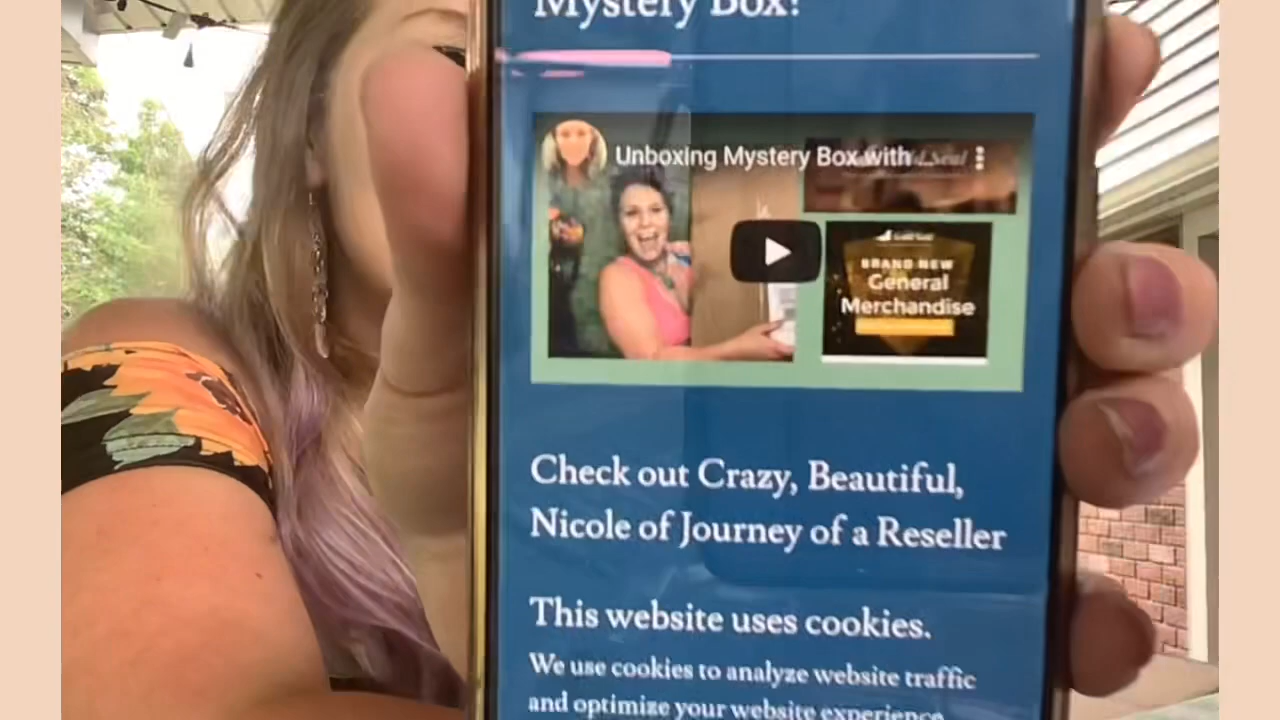 Mystery Box!
Unboxing Mystery Box with ...
BRAND NEW
General
Merchandise
Check out Crazy, Beautiful,
Nicole of Journey of a Reseller
This website uses cookies.
We use cookies to analyze website traffic
and optimize your website experience.